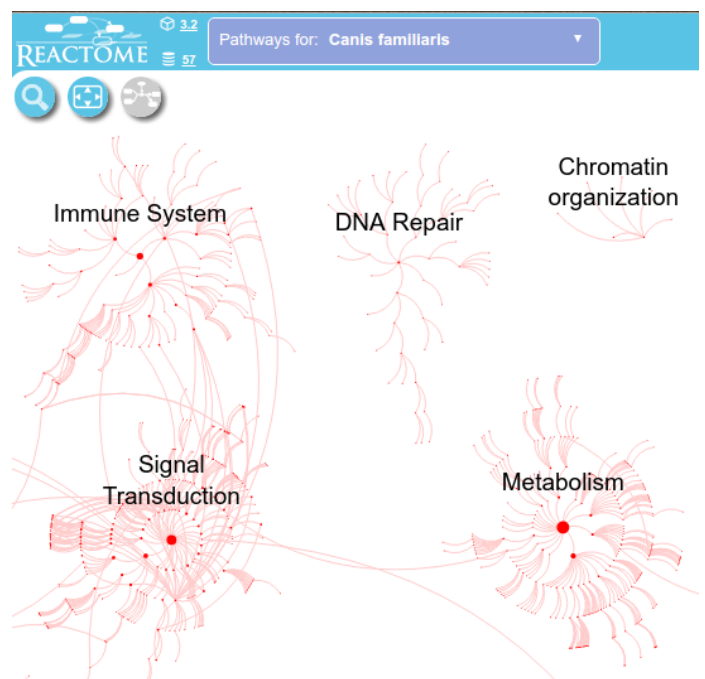 REACTOME
3.2
57
Pathways for: Canis familiaris
Immune System
DNA Repair
Chromatin
organization
Signal
Transduction
Metabolism